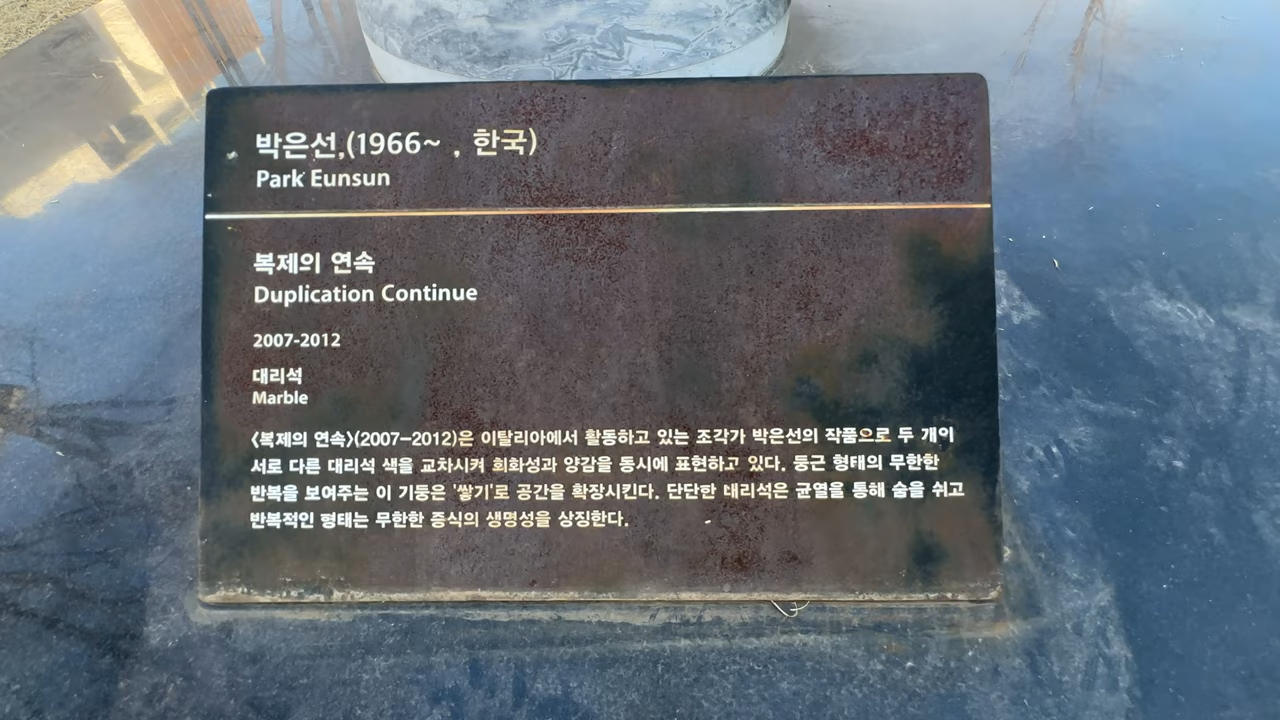 박은선,(1966~ , 한국)
Park Eunsun
복제의 연속
Duplication Continue
2007-2012
대리석
Marble
〈복제의 연속〉(2007-2012)은 이탈리아에서 활동하고 있는 조각가 박은선의 작품으로 두 개의
서로 다른 대리석 색을 교차시켜 회화성과 양감을 동시에 표현하고 있다. 둥근 형태의 무한한
반복을 보여주는 이 기둥은 '쌓기'로 공간을 확장시킨다. 단단한 대리석은 균열을 통해 숨을 쉬고
반복적인 형태는 무한한 증식의 생명성을 상징한다.